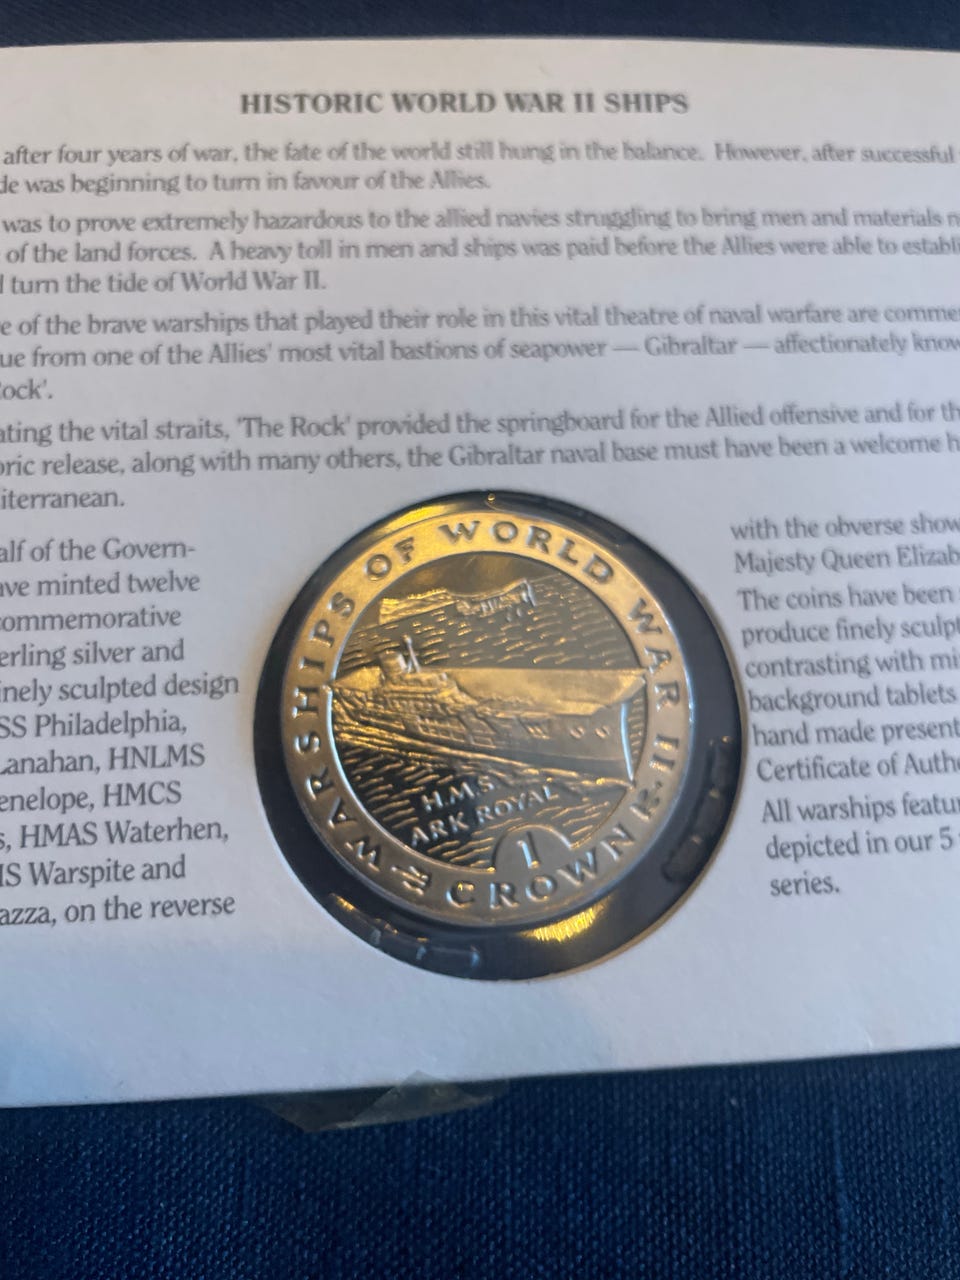 HISTORIC WORLD WAR II SHIPS
after four years of war, the fate of the world still hung in the balance. However, after successful
de was beginning to turn in favour of the Allies.
was to prove extremely hazardous to the allied navies struggling to bring men and materials
of the land forces. A heavy toll in men and ships was paid before the Allies were able to establi
turn the tide of World War II.
e of the brave warships that played their role in this vital theatre of naval warfare are comme
ue from one of the Allies' most vital bastions of seapower — Gibraltar — affectionately know
ock'.
ating the vital straits, 'The Rock' provided the springboard for the Allied offensive and for th
oric release, along with many others, the Gibraltar naval base must have been a welcome h
iterranean.
alf of the Govern-
ave minted twelve
ommemorative
erling silver and
inely sculpted design
SS Philadelphia,
Lanahan, HNLMS
enelope, HMCS
s, HMAS Waterhen,
IS Warspite and
azza, on the reverse
WARSHIPS OF WORLD WAR II
H.M.S.
ARK ROYAL
1
CROWN
with the obverse show
Majesty Queen Elizab
The coins have been
produce finely sculpt
contrasting with mi
background tablets
hand made present
Certificate of Authe
All warships featu
depicted in our 5
series.